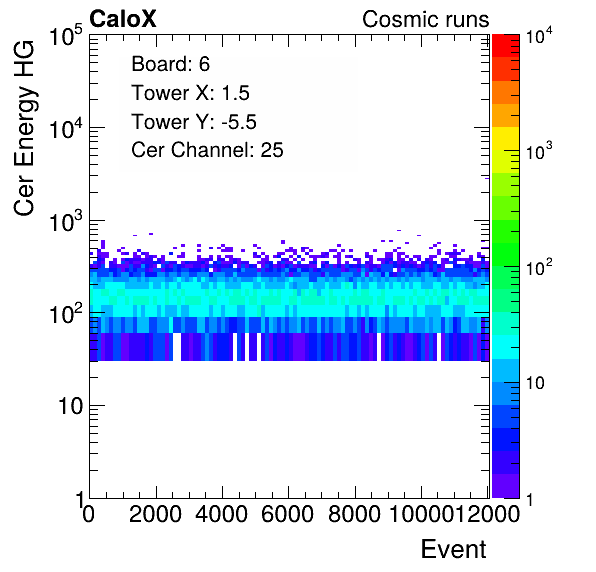 CaloX Cosmic runs
Board: 6
Tower X: 1.5
Tower Y: -5.5
Cer Channel: 25
Cer Energy HG
10^5
10^4
10^3
10^2
10
1
0 2000 4000 6000 8000 10000 12000
Event
10^4
10^3
10^2
10
1